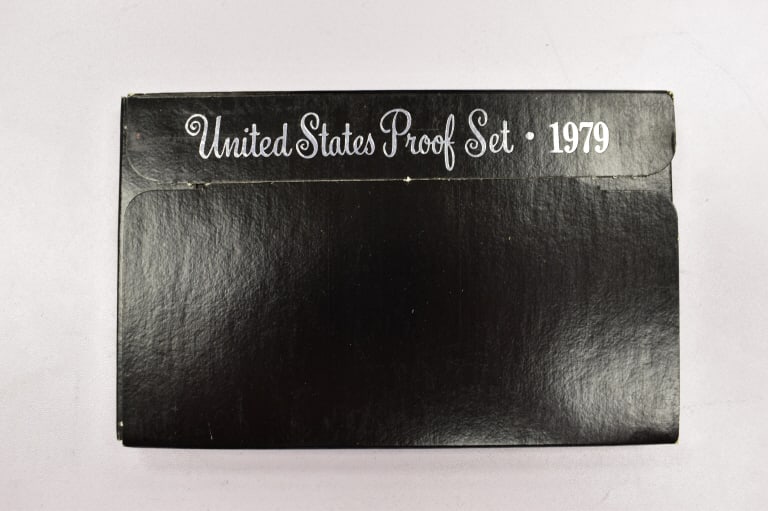 United States Proof Set • 1979